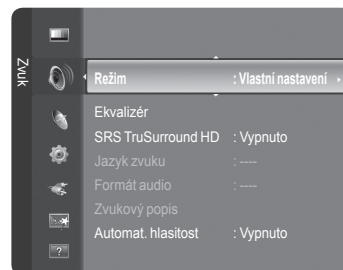 Zvuk
Režim : Vlastní nastavení
Ekvalizér
SRS TruSurround HD : Vypnuto
Jazyk zvuku : ----
Formát audio : ----
Zvukový popis
Automat. hlasitost : Vypnuto
?